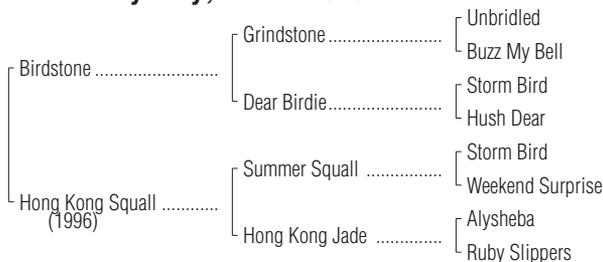 Unbridled
Grindstone
Buzz My Bell
Birdstone
Storm Bird
Dear Birdie
Hush Dear
Storm Bird
Summer Squall
Weekend Surprise
Hong Kong Squall
(1996)
Alysheba
Hong Kong Jade
Ruby Slippers